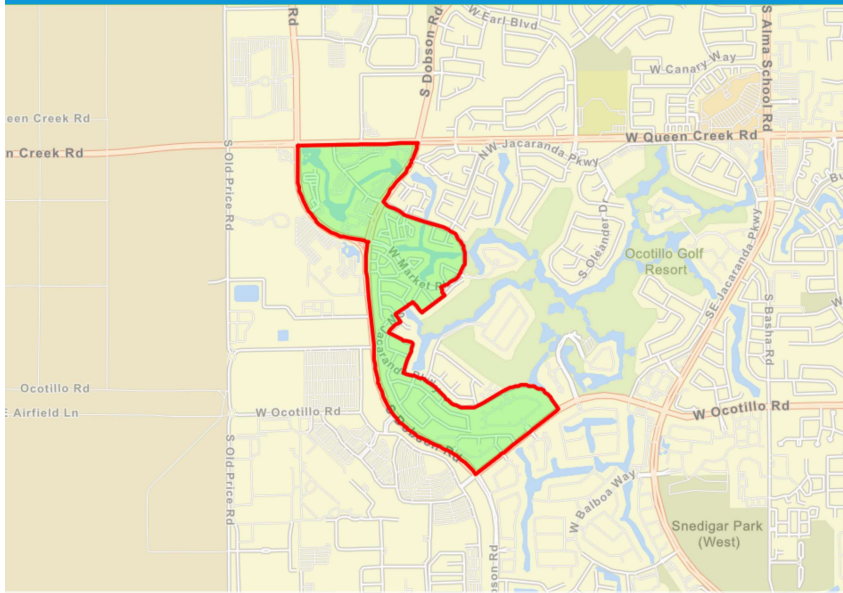 Rd
S Dobson Rd
W Earl Blvd
S Alma School Rd
W Canary Way
een Creek Rd
W Queen Creek Rd
n Creek Rd
NW Jacaranda Pkwy
S Old Price Rd
S Oleander Dr
Ocotillo Golf
Resort
SE Jacaranda Pkwy
S Basha Rd
Ocotillo Rd
E Airfield Ln
W Ocotillo Rd
W Ocotillo Rd
S Dobson Rd
S Old Price Rd
W Balboa Way
Snedigar Park
(West)